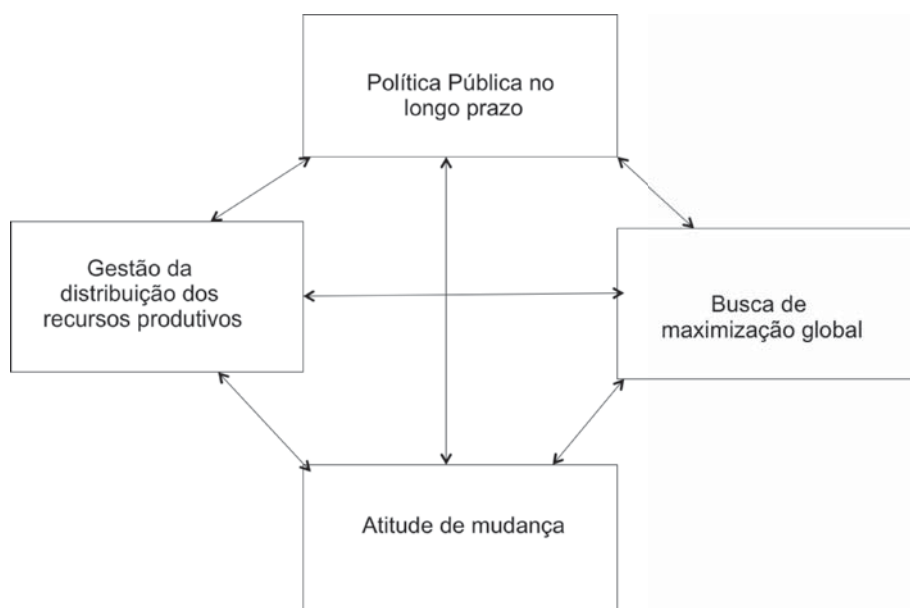 Política Pública no
longo prazo
Gestão da
distribuição dos
recursos produtivos
Busca de
maximização global
Atitude de mudança